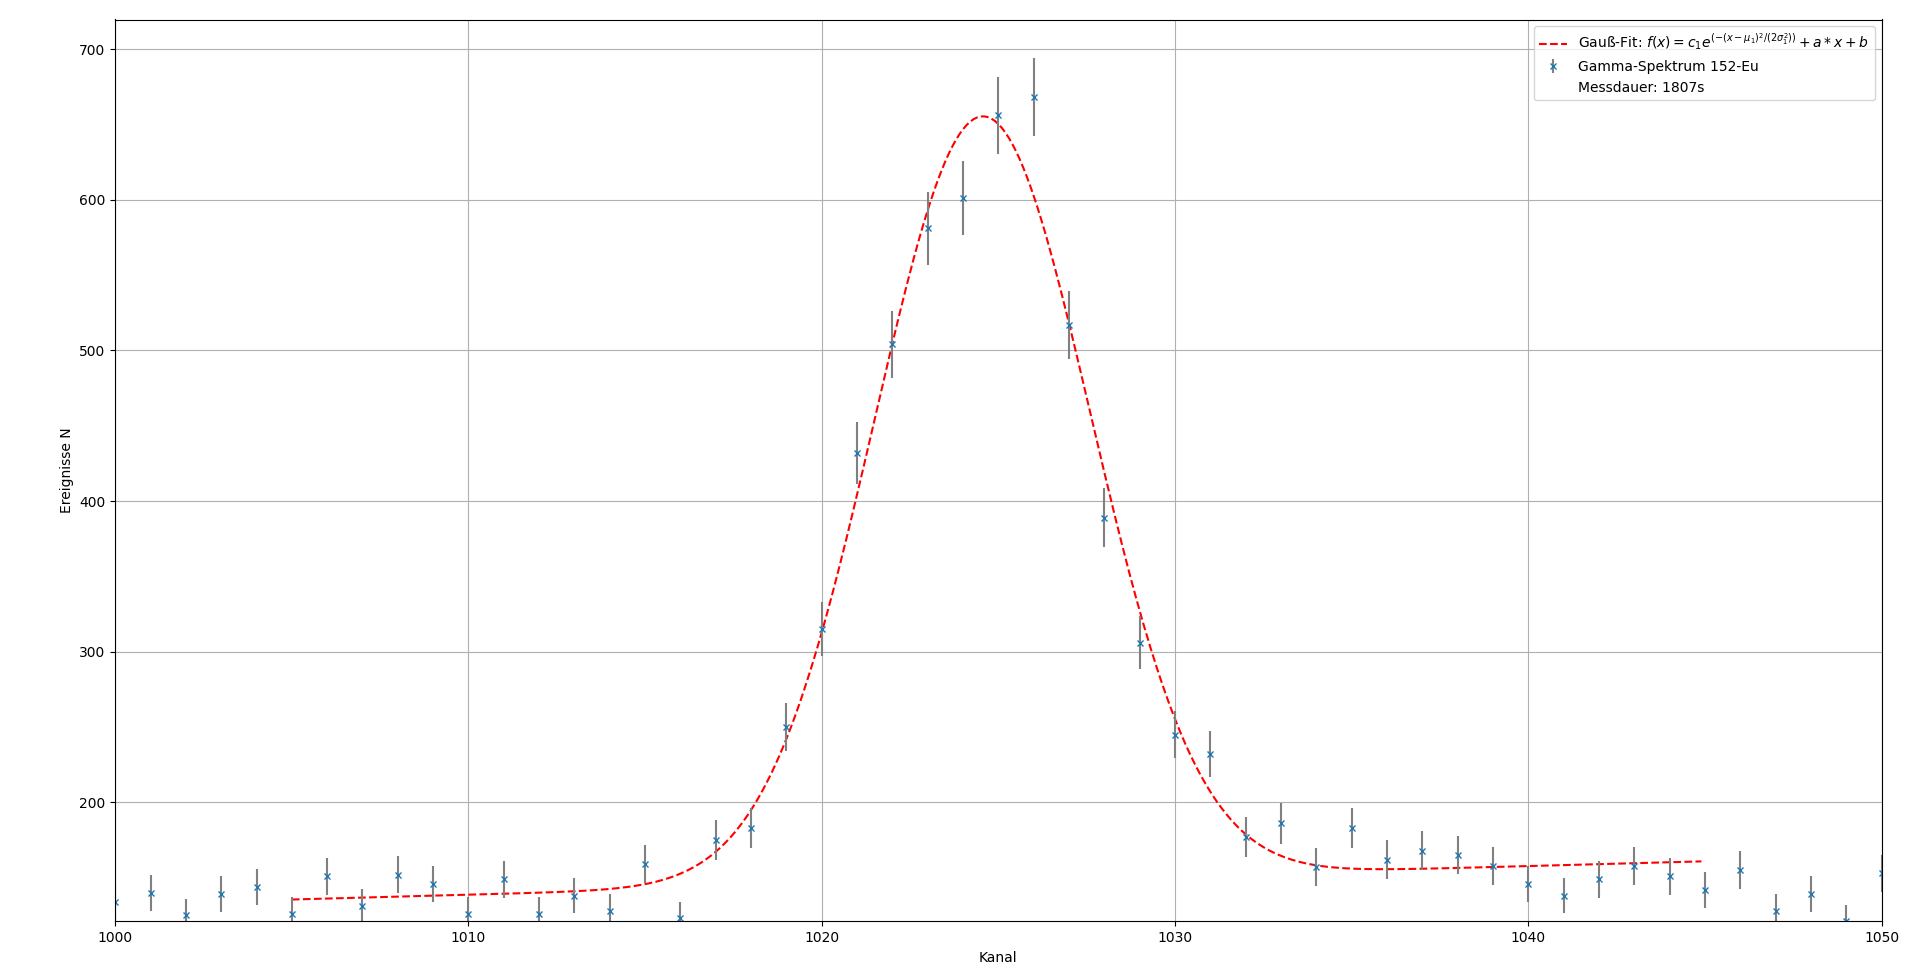 700
600
500
400
300
200
Ereignisse N
1000
1010
1020
1030
1040
1050
Kanal
Gauß-Fit: f(x) = c₁e^(−(x−μ₁)²/(2σ₁²)) + a * x + b
Gamma-Spektrum 152-Eu
Messdauer: 1807s